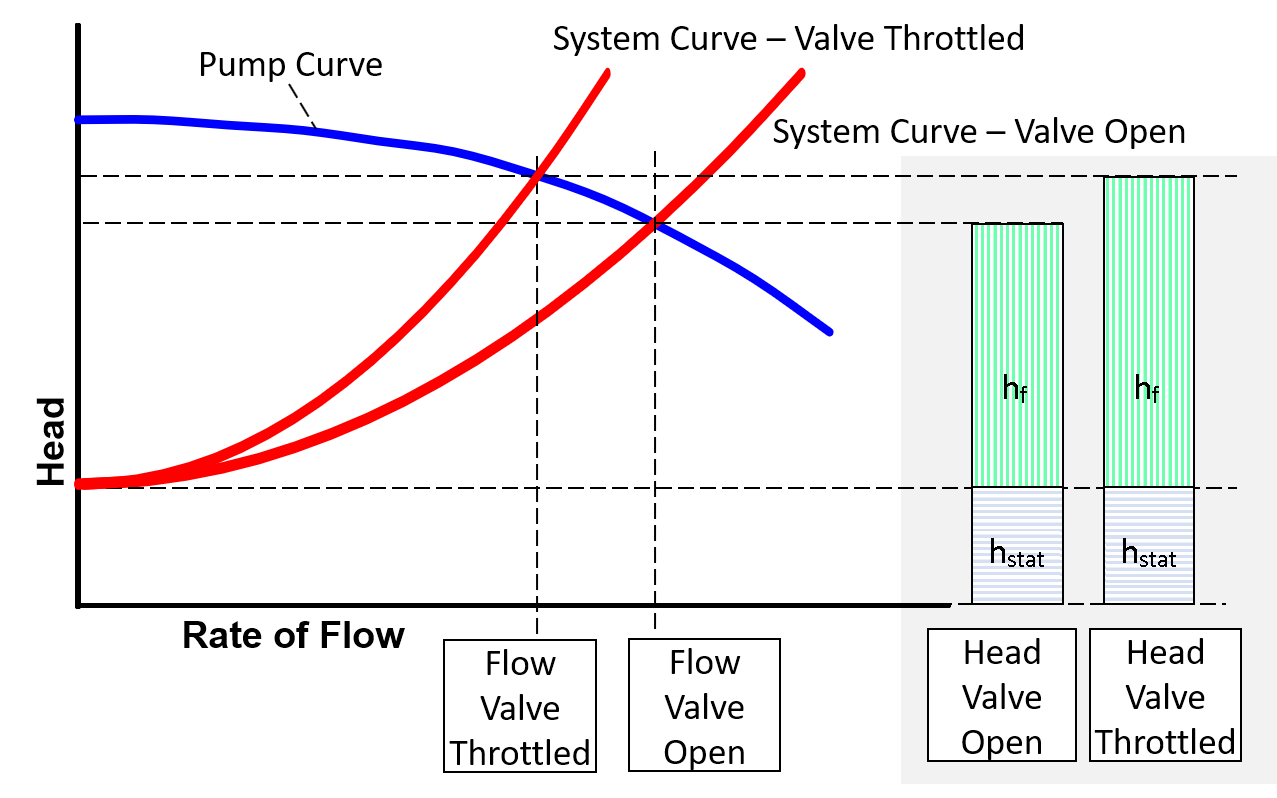 System Curve – Valve Throttled
Pump Curve
System Curve – Valve Open
Head
hf
hf
hstat
hstat
Rate of Flow
Flow
Valve
Throttled
Flow
Valve
Open
Head
Valve
Open
Head
Valve
Throttled